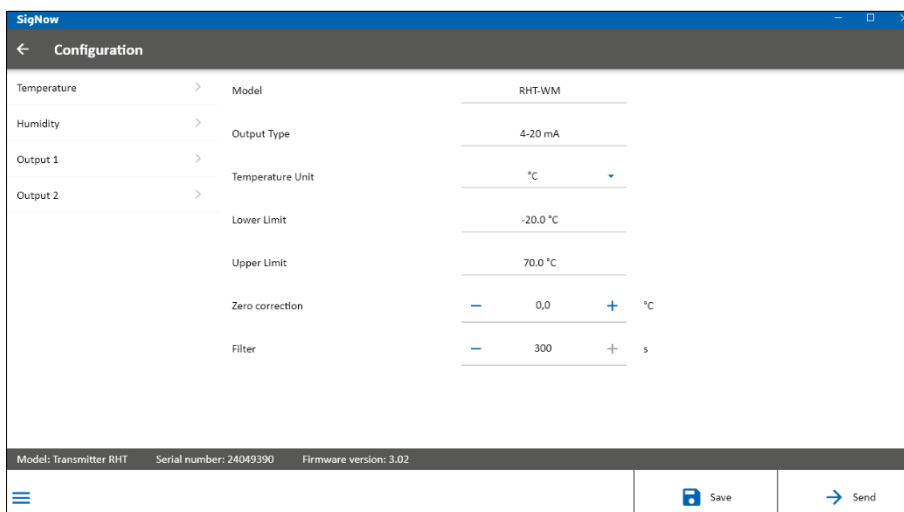 SigNow
Configuration
Temperature
Humidity
Output 1
Output 2
Model RHT-WM
Output Type 4-20 mA
Temperature Unit °C
Lower Limit -20.0 °C
Upper Limit 70.0 °C
Zero correction 0,0 °C
Filter 300 s
Model: Transmitter RHT Serial number: 24049390 Firmware version: 3.02
Save Send